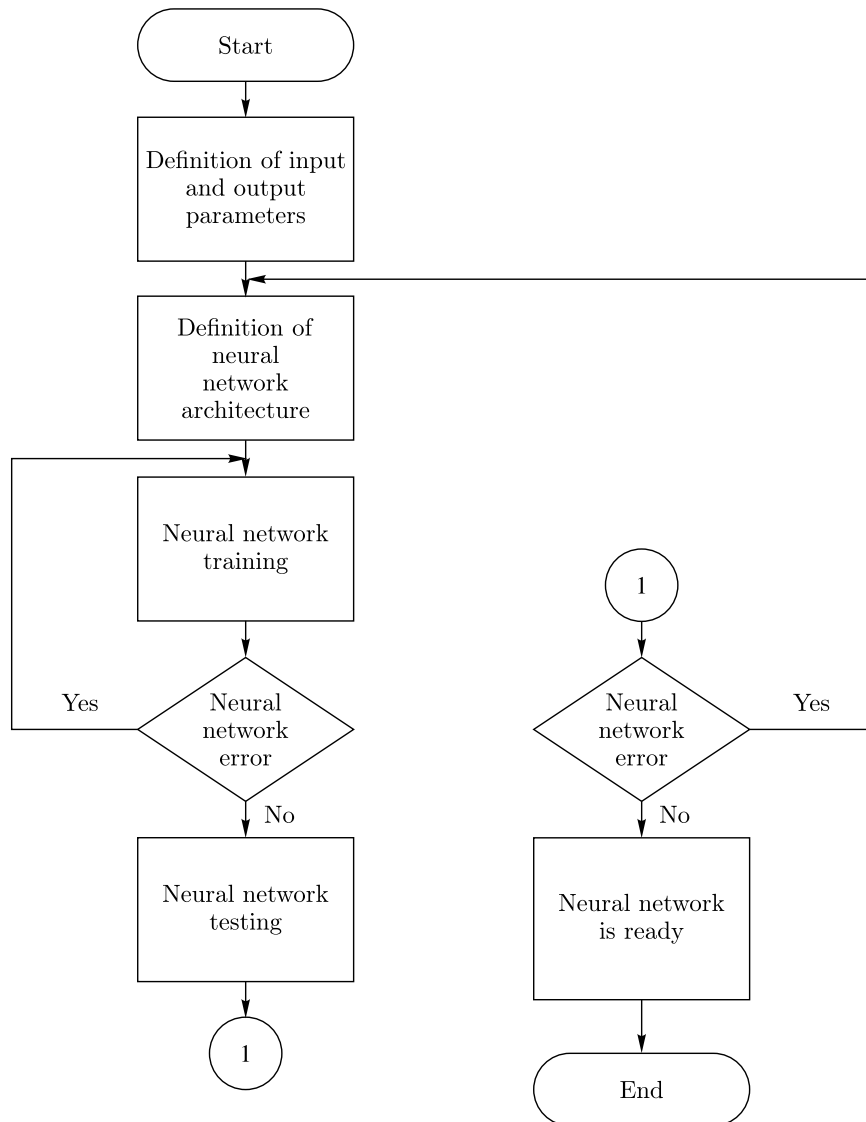 Start
Definition of input
and output
parameters
Definition of
neural
network
architecture
Neural network
training
Yes
Neural
network
error
No
Neural network
testing
1
1
Neural
network
error
Yes
No
Neural network
is ready
End